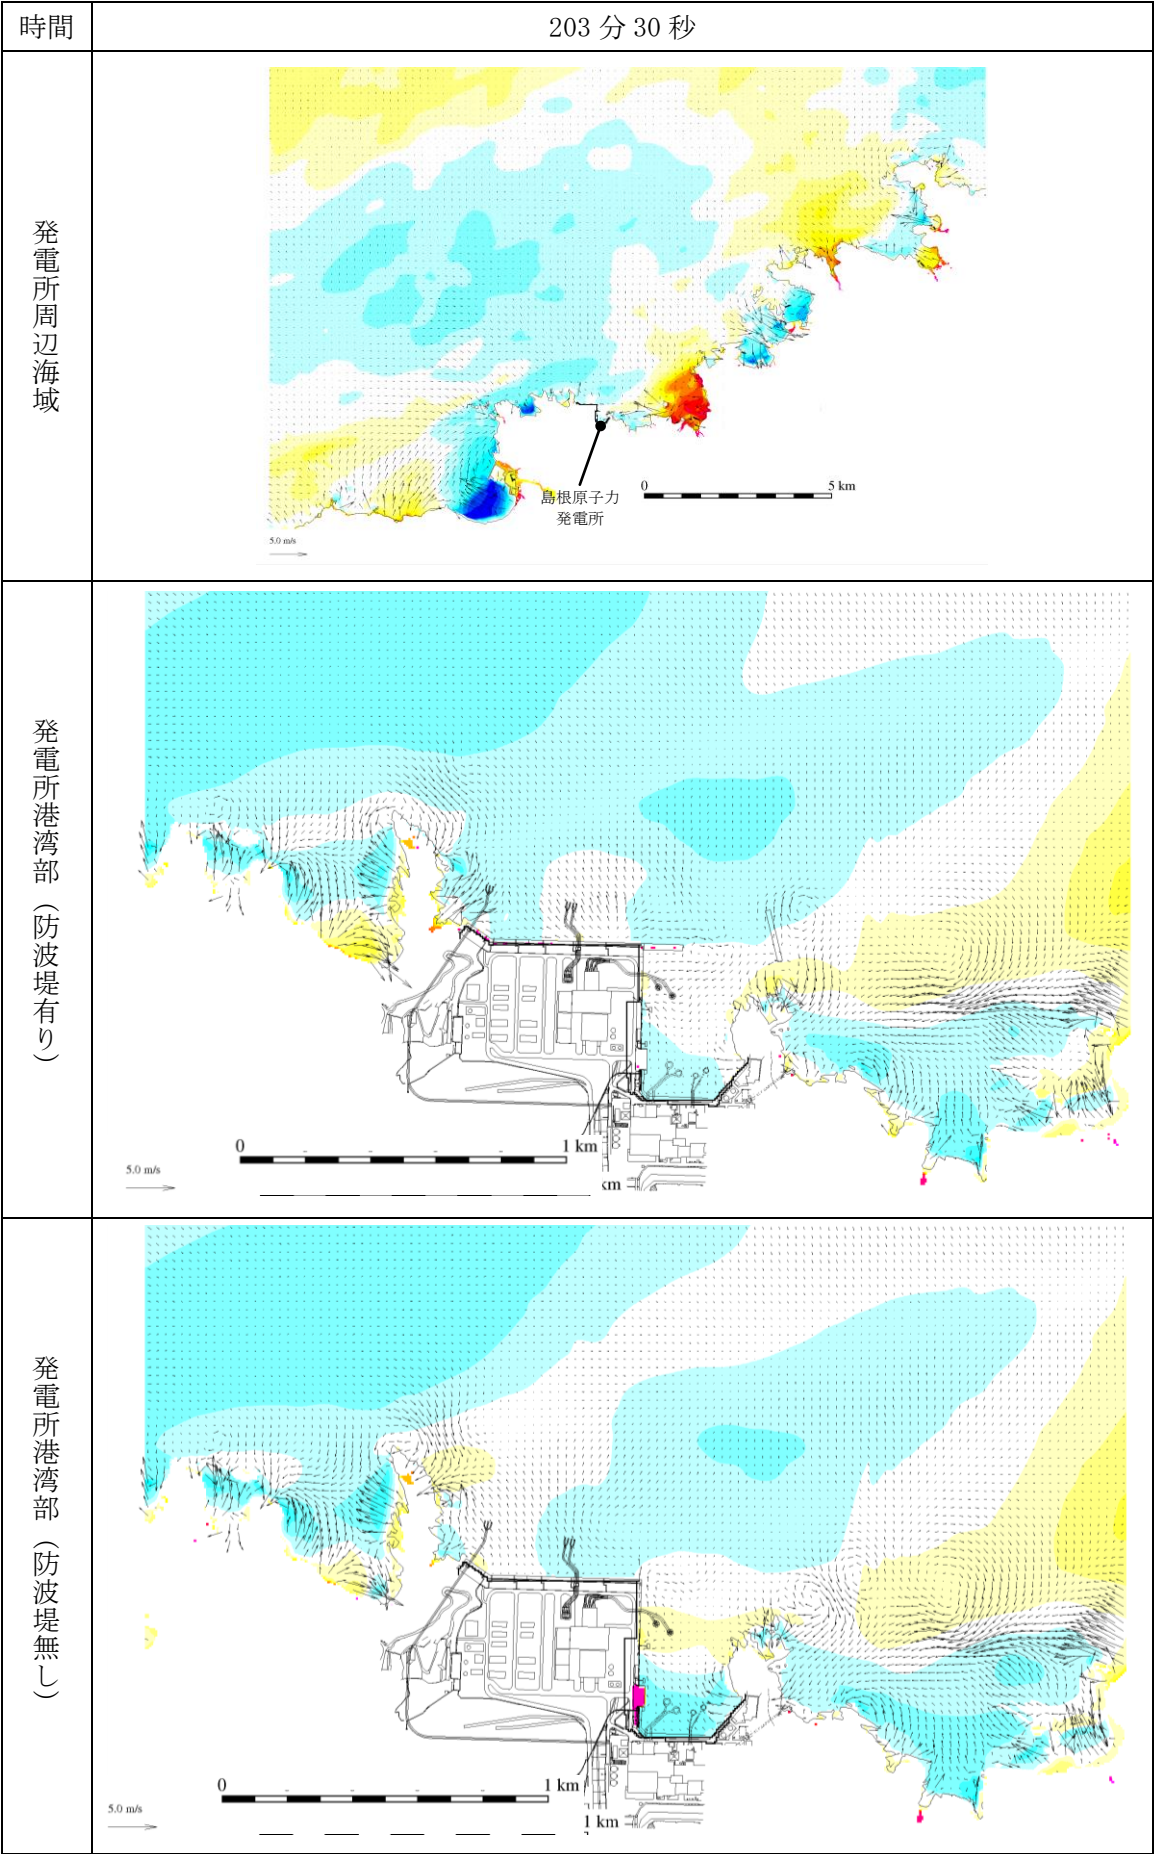 時間
203 分 30 秒
発電所周辺海域
島根原子力
発電所
0
5 km
5.0 m/s
発電所港湾部（防波堤有り）
0
1 km
5.0 m/s
km
発電所港湾部（防波堤無し）
0
1 km
5.0 m/s
1 km